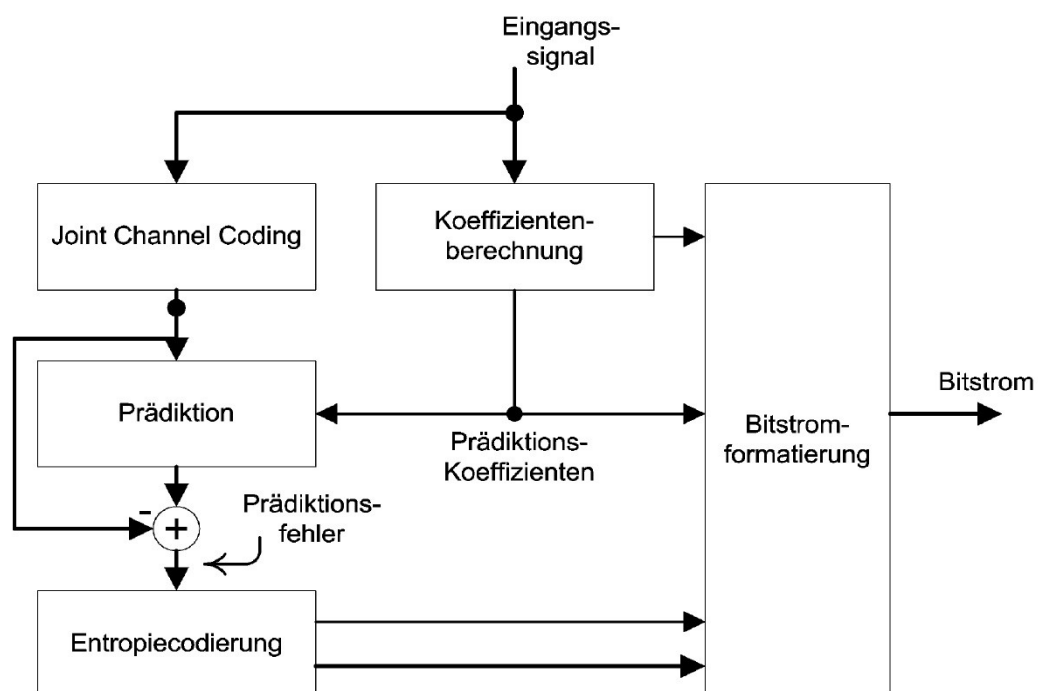 Eingangs-
signal
Joint Channel Coding
Koeffizienten-
berechnung
Prädiktion
Prädiktions-
Koeffizienten
Bitstrom-
formatierung
Bitstrom
-
+
Prädiktions-
fehler
Entropiecodierung